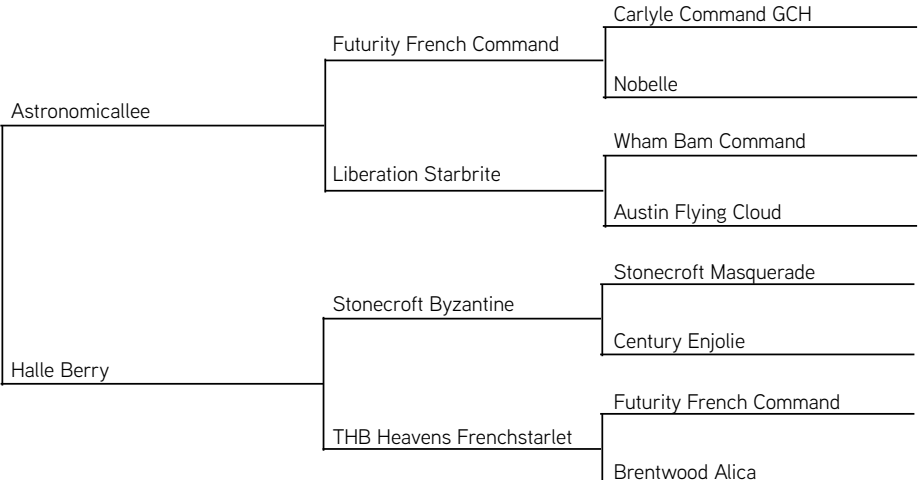 Carlyle Command GCH
Futurity French Command
Nobelle
Astronomicallee
Wham Bam Command
Liberation Starbrite
Austin Flying Cloud
Stonecroft Masquerade
Stonecroft Byzantine
Century Enjolie
Halle Berry
Futurity French Command
THB Heavens Frenchstarlet
Brentwood Alica